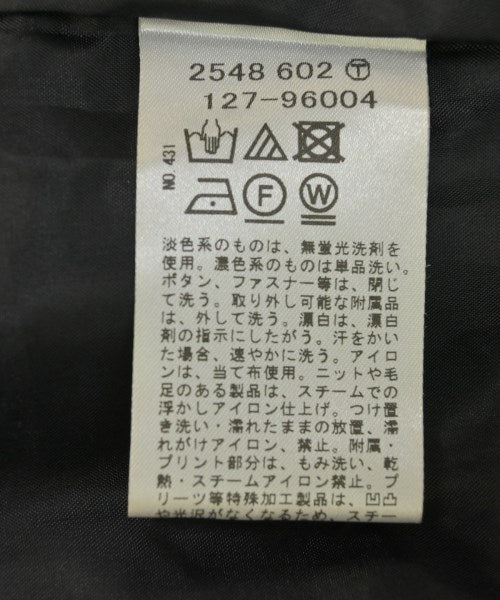 2548 602 Ⓣ
127-96004
NO. 431
F W
淡色系のものは、無蛍光洗剤を
使用。濃色系のものは単品洗い。
ボタン、ファスナー等は、閉じ
て洗う。取り外し可能な附属品
は、外して洗う。漂白は、漂白
剤の指示にしたがう。汗をかい
た場合、速やかに洗う。アイロ
ンは、当て布使用。ニットや毛
足のある製品は、スチームでの
浮かしアイロン仕上げ。つけ置
き洗い・濡れたままの放置、濡
れがけアイロン、禁止。附属・
プリント部分は、もみ洗い、乾
熱・スチームアイロン禁止。プ
リーツ等特殊加工製品は、凹凸
や光沢がなくなるため、スチー